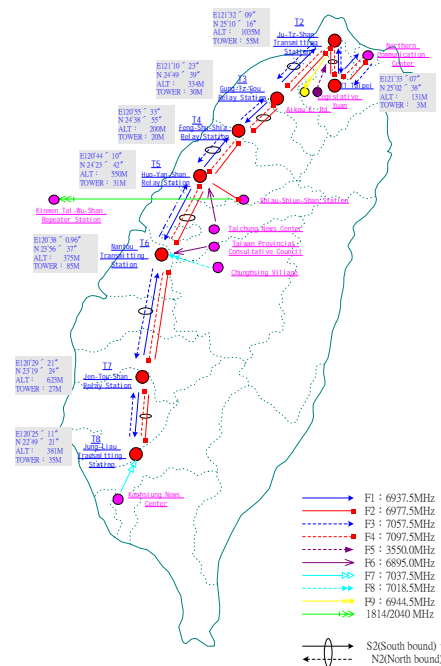 E121°32 ˝ 09″
N 25°10 ˝ 16″
ALT : 1035M
TOWER : 55M
T2
Ju-Tz-Shan
Transmitting
Station
Northern
Communication
Center
E121°33 ˝ 07″
N 25°02 ˝ 38″
ALT : 131M
TOWER : 3M
T1 Taipei
Legislative
Yuan
Aikou E. Rd.
E121°10 ˝ 23″
N 24°49 ˝ 39″
ALT : 334M
TOWER : 30M
T3
Gung-Tz-Gou
Relay Station
E120°55 ˝ 33″
N 24°38 ˝ 55″
ALT : 200M
TOWER : 20M
T4
Feng-Shu-Shin
Relay Station
E120°44 ˝ 10″
N 24°23 ˝ 42″
ALT : 550M
TOWER : 31M
T5
Huo-Yan-Shan
Relay Station
Kinmen Tai-Wu-Shan
Repeater Station
Shiau-Shiue-Shan Station
Taichung News Center
Taiwan Provincial
Consultative Council
Chunghsing Village
E120°38 ˝ 0.96″
N 23°56 ˝ 37″
ALT : 375M
TOWER : 85M
T6
Nantou
Transmitting
Station
E120°29 ˝ 21″
N 23°19 ˝ 24″
ALT : 623M
TOWER : 27M
T7
Jen-Tou-Shan
Relay Station
E120°25 ˝ 11″
N 22°49 ˝ 21″
ALT : 381M
TOWER : 35M
T8
Jung-Liau
Transmitting
Station
Kaohsiung News
Center
F1 : 6937.5MHz
F2 : 6977.5MHz
F3 : 7057.5MHz
F4 : 7097.5MHz
F5 : 3550.0MHz
F6 : 6895.0MHz
F7 : 7037.5MHz
F8 : 7018.5MHz
F9 : 6944.5MHz
1814/2040 MHz
S2(South bound)
N2(North bound)